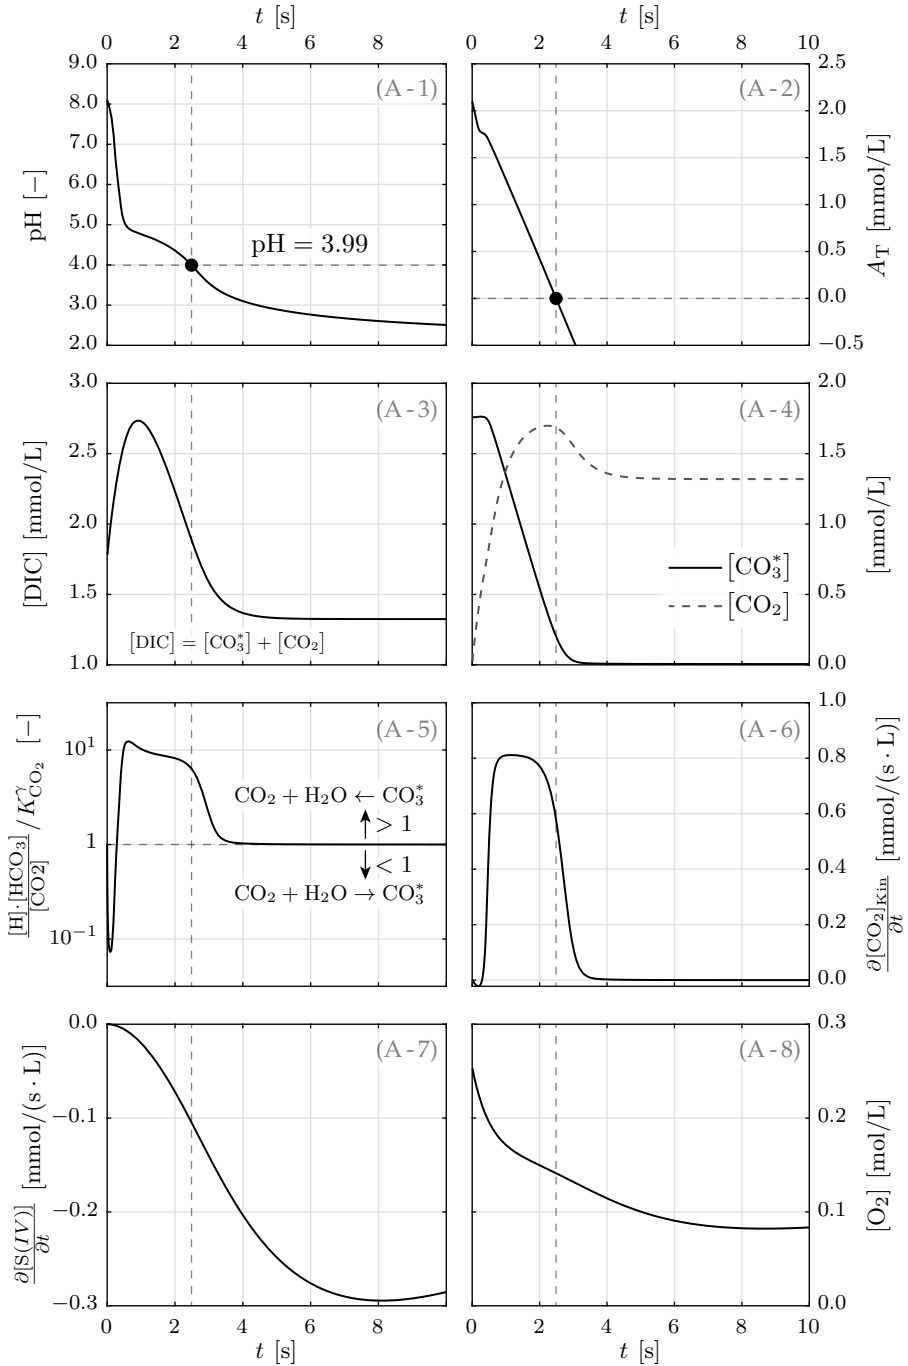 t [s] t [s]
0 2 4 6 8 0 2 4 6 8 10
(A-1) (A-2)
9.0
8.0
7.0
6.0
5.0
4.0
3.0
2.0
pH [−]
pH = 3.99
2.5
2.0
1.5
1.0
0.5
0.0
−0.5
A_T [mmol/L]
(A-3) (A-4)
3.0
2.5
2.0
1.5
1.0
[DIC] [mmol/L]
[DIC] = [CO₃*] + [CO₂]
2.0
1.5
1.0
0.5
0.0
[mmol/L]
[CO₃*]
[CO₂]
(A-5) (A-6)
10¹
1
10⁻¹
[H]·[HCO₃]/[CO2] / K^γ_CO₂ [−]
CO₂ + H₂O ← CO₃*
> 1
< 1
CO₂ + H₂O → CO₃*
1.0
0.8
0.6
0.4
0.2
0.0
∂[CO₂]_Kin/∂t [mmol/(s · L)]
(A-7) (A-8)
0.0
−0.1
−0.2
−0.3
∂[S(IV)]/∂t [mmol/(s · L))]
0.3
0.2
0.1
0.0
[O₂] [mol/L]
0 2 4 6 8 0 2 4 6 8 10
t [s] t [s]